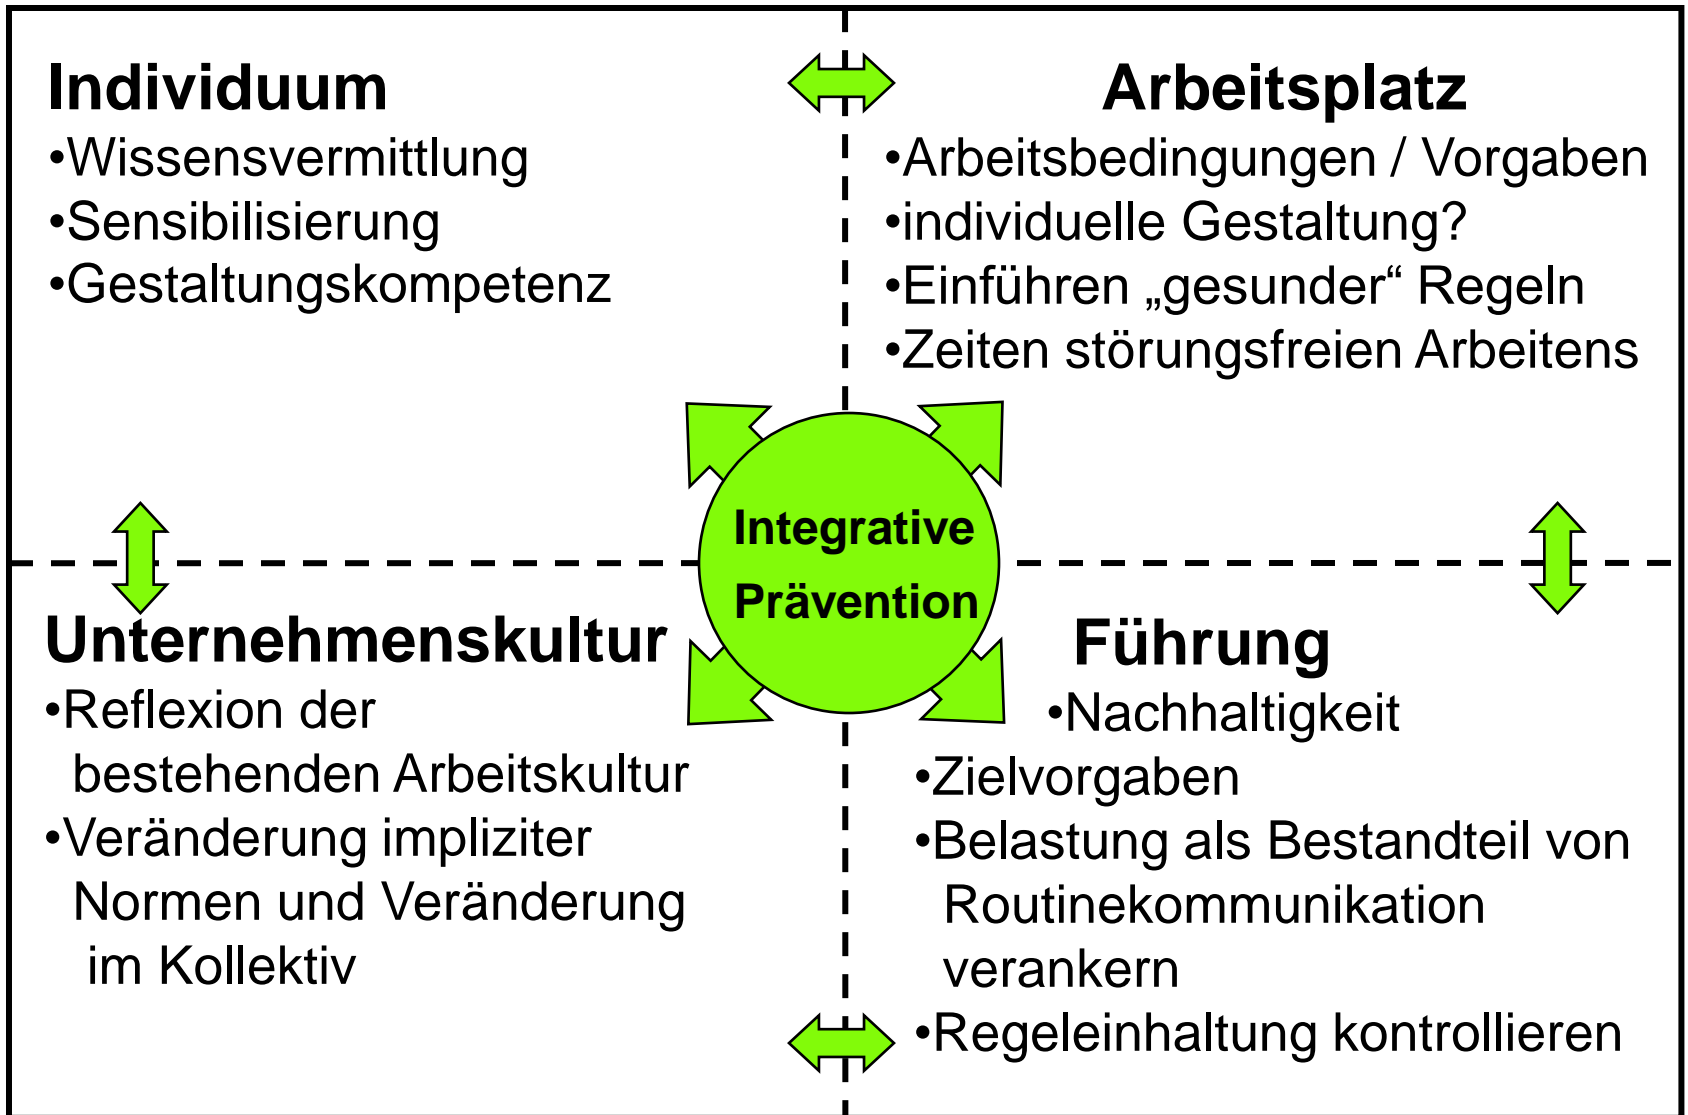 Individuum
•Wissensvermittlung
•Sensibilisierung
•Gestaltungskompetenz
Arbeitsplatz
•Arbeitsbedingungen / Vorgaben
•individuelle Gestaltung?
•Einführen „gesunder“ Regeln
•Zeiten störungsfreien Arbeitens
Integrative
Prävention
Unternehmenskultur
•Reflexion der
bestehenden Arbeitskultur
•Veränderung impliziter
Normen und Veränderung
im Kollektiv
Führung
•Nachhaltigkeit
•Zielvorgaben
•Belastung als Bestandteil von
Routinekommunikation
verankern
•Regeleinhaltung kontrollieren